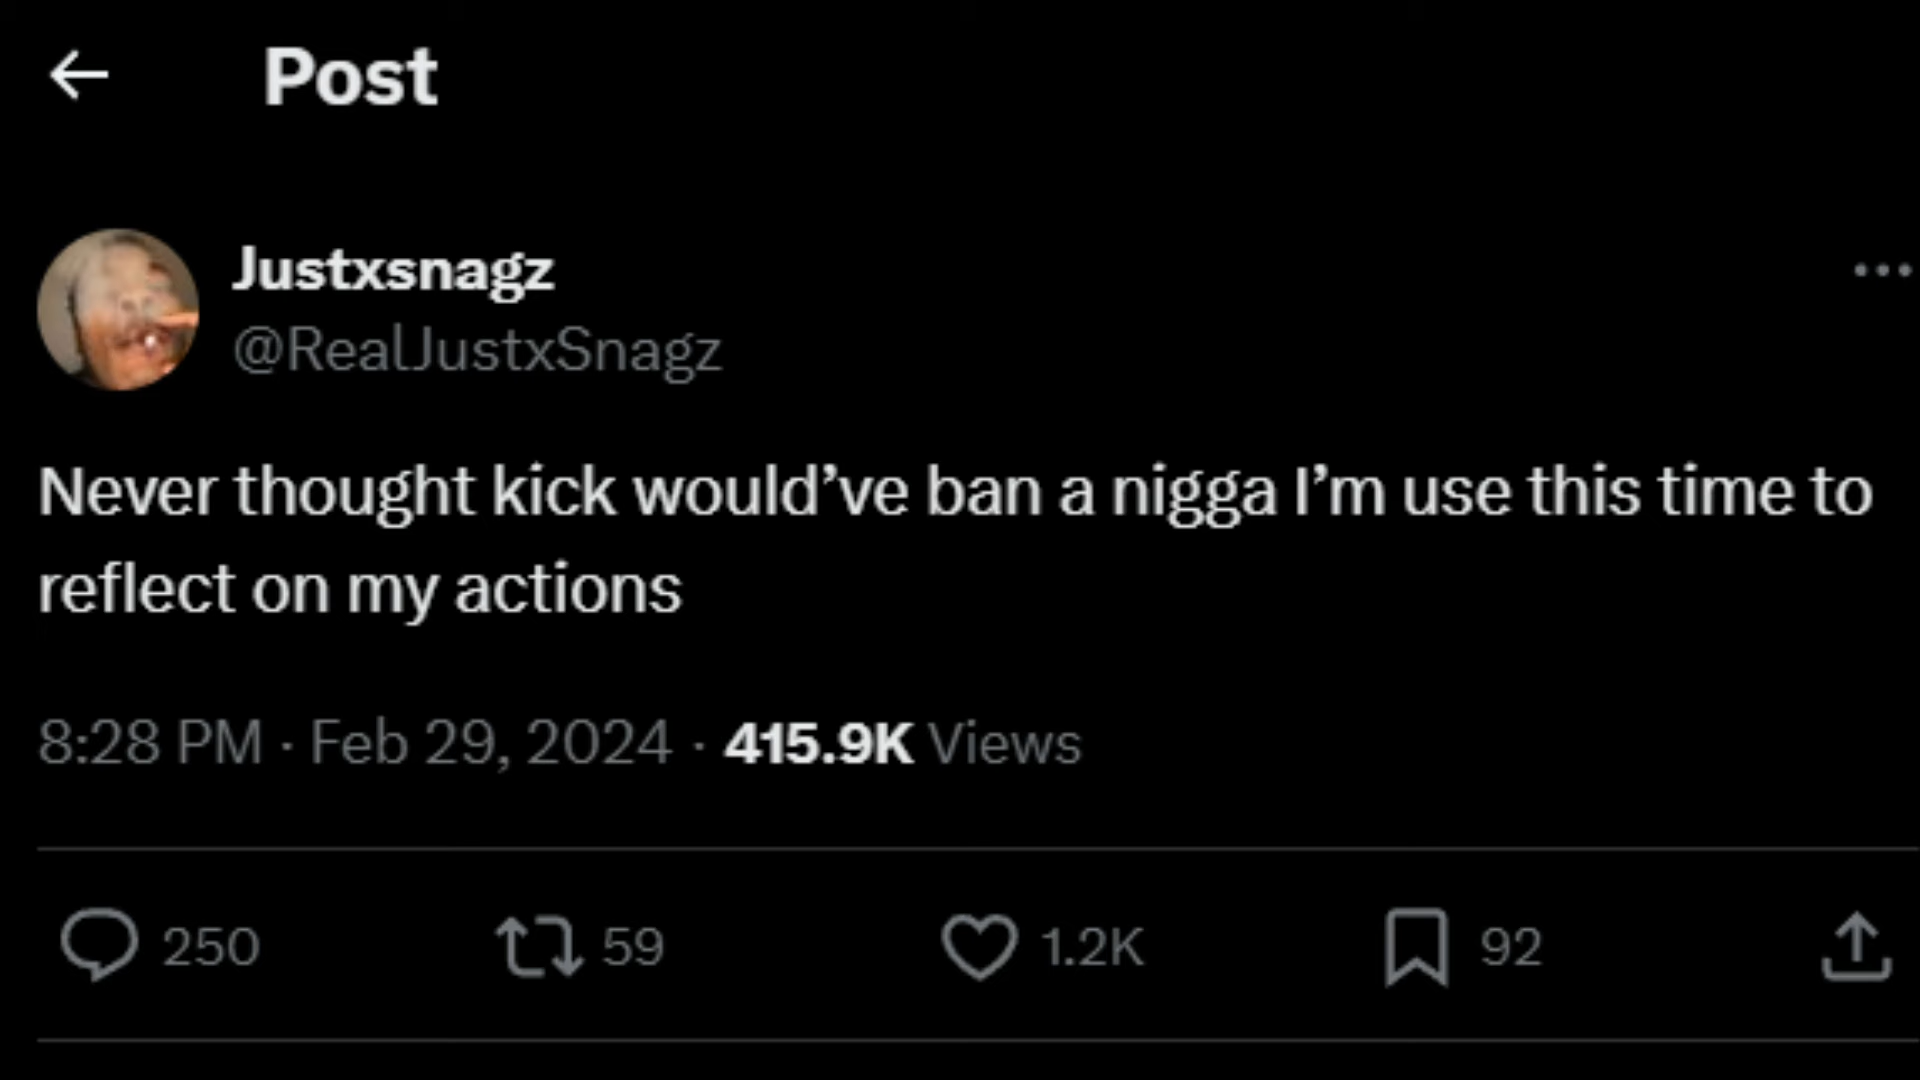 Post
Justxsnagz
@RealJustxSnagz
Never thought kick would’ve ban a nigga I’m use this time to
reflect on my actions
8:28 PM · Feb 29, 2024 · 415.9K Views
250 59 1.2K 92